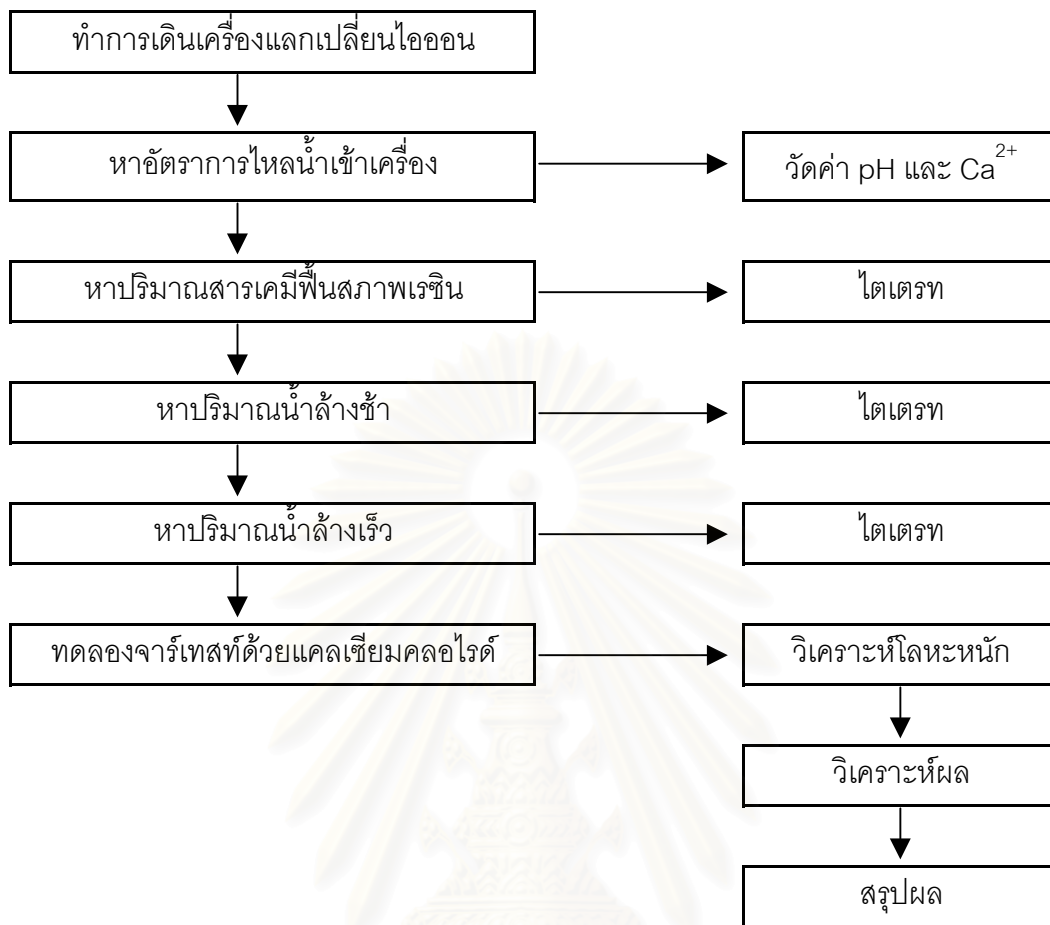 ทำการเดินเครื่องแลกเปลี่ยนไอออน
หาอัตราการไหลน้ำเข้าเครื่อง
วัดค่า pH และ Ca²⁺
หาปริมาณสารเคมีฟื้นสภาพเรซิน
ไตเตรท
หาปริมาณน้ำล้างช้า
ไตเตรท
หาปริมาณน้ำล้างเร็ว
ไตเตรท
ทดลองจาร์เทสท์ด้วยแคลเซียมคลอไรด์
วิเคราะห์โลหะหนัก
วิเคราะห์ผล
สรุปผล